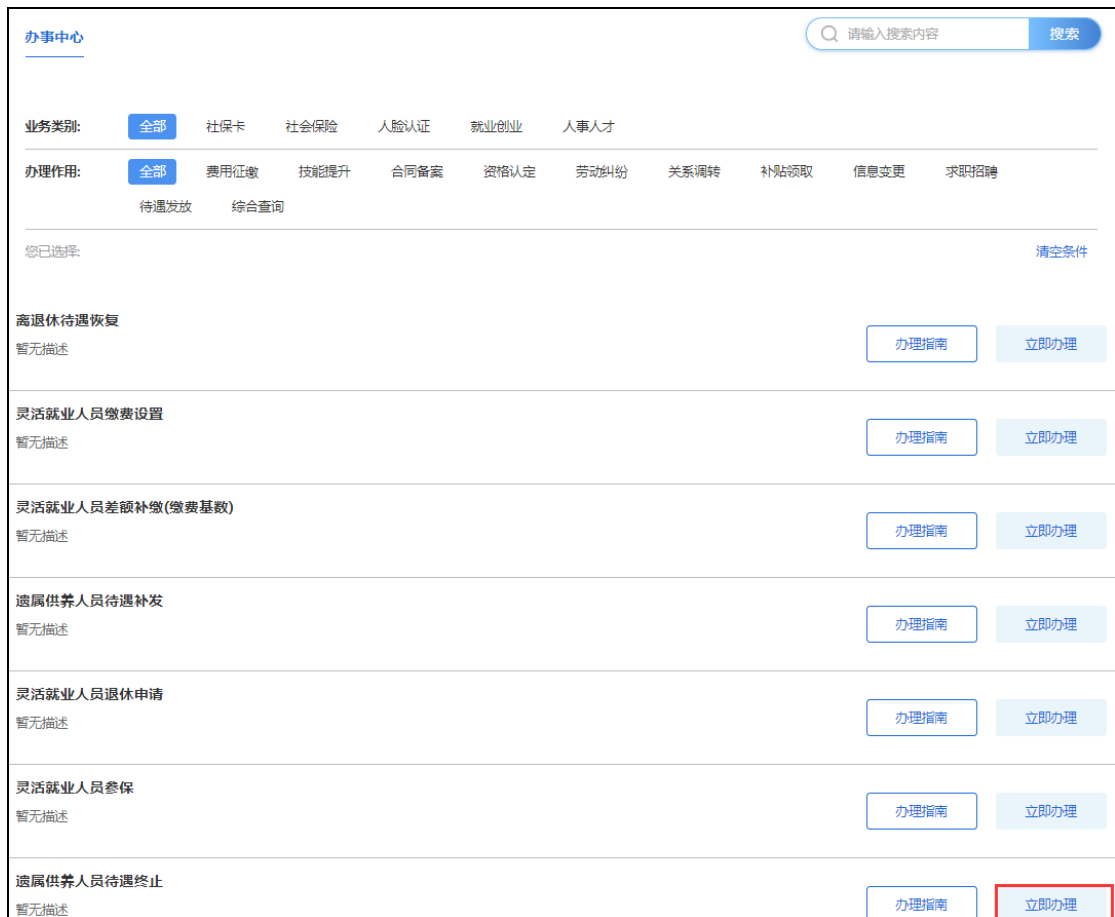 办事中心
请输入搜索内容 搜索
业务类别: 全部 社保卡 社会保险 人脸认证 就业创业 人事人才
办理作用: 全部 费用征缴 技能提升 合同备案 资格认定 劳动纠纷 关系调转 补贴领取 信息变更 求职招聘
待遇发放 综合查询
您已选择: 清空条件
离退休待遇恢复
暂无描述 办理指南 立即办理
灵活就业人员缴费设置
暂无描述 办理指南 立即办理
灵活就业人员差额补缴(缴费基数)
暂无描述 办理指南 立即办理
遗属供养人员待遇补发
暂无描述 办理指南 立即办理
灵活就业人员退休申请
暂无描述 办理指南 立即办理
灵活就业人员参保
暂无描述 办理指南 立即办理
遗属供养人员待遇终止
暂无描述 办理指南 立即办理